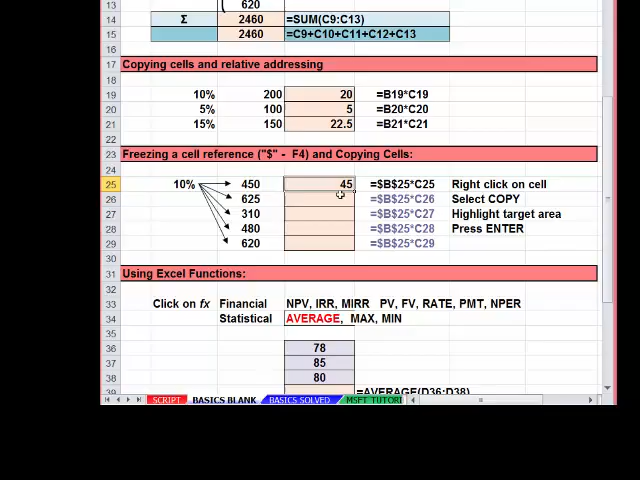 13 620
14 Σ 2460 =SUM(C9:C13)
15 2460 =C9+C10+C11+C12+C13
16
17 Copying cells and relative addressing
18
19 10% 200 20 =B19*C19
20 5% 100 5 =B20*C20
21 15% 150 22.5 =B21*C21
22
23 Freezing a cell reference ("$" - F4) and Copying Cells:
24
25 10% 450 45 =$B$25*C25 Right click on cell
26 625 =$B$25*C26 Select COPY
27 310 =$B$25*C27 Highlight target area
28 480 =$B$25*C28 Press ENTER
29 620 =$B$25*C29
30
31 Using Excel Functions:
32
33 Click on fx Financial NPV, IRR, MIRR PV, FV, RATE, PMT, NPER
34 Statistical AVERAGE, MAX, MIN
35
36 78
37 85
38 80
39 =AVERAGE(D36:D38)
SCRIPT BASICS BLANK BASICS SOLVED MSFT TUTORI